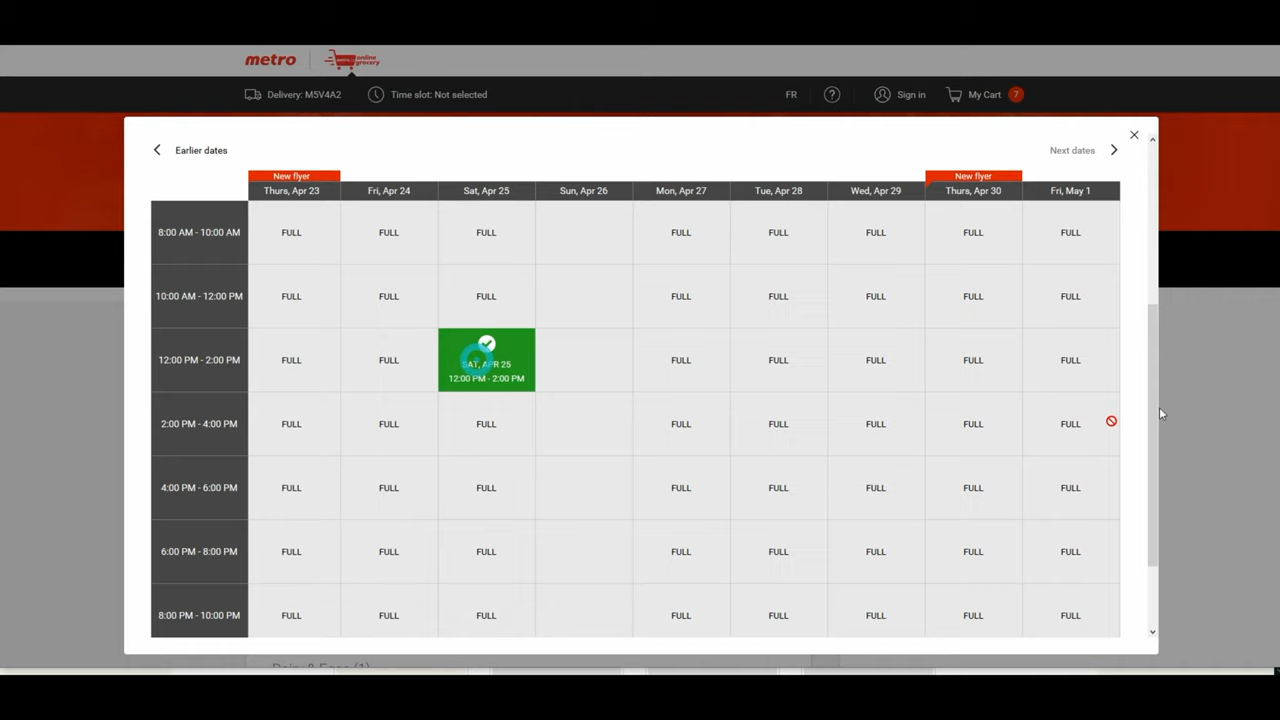 metro
online
grocery
Delivery: M5V4A2
Time slot: Not selected
FR
?
Sign in
My Cart 7
Earlier dates
Next dates
New flyer
New flyer
Thurs, Apr 23 Fri, Apr 24 Sat, Apr 25 Sun, Apr 26 Mon, Apr 27 Tue, Apr 28 Wed, Apr 29 Thurs, Apr 30 Fri, May 1
8:00 AM - 10:00 AM FULL FULL FULL FULL FULL FULL FULL FULL
10:00 AM - 12:00 PM FULL FULL FULL FULL FULL FULL FULL FULL
12:00 PM - 2:00 PM FULL FULL SAT, APR 25 12:00 PM - 2:00 PM FULL FULL FULL FULL FULL
2:00 PM - 4:00 PM FULL FULL FULL FULL FULL FULL FULL FULL
4:00 PM - 6:00 PM FULL FULL FULL FULL FULL FULL FULL FULL
6:00 PM - 8:00 PM FULL FULL FULL FULL FULL FULL FULL FULL
8:00 PM - 10:00 PM FULL FULL FULL FULL FULL FULL FULL FULL